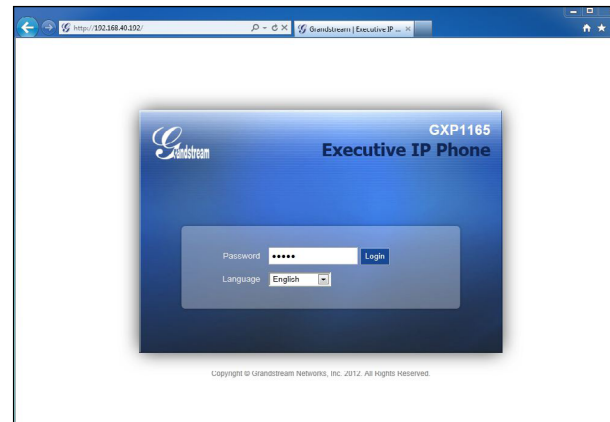 http://192.168.40.192/
Grandstream | Executive IP ...
Grandstream
GXP1165
Executive IP Phone
Password ••••• Login
Language English
Copyright © Grandstream Networks, Inc. 2012. All Rights Reserved.